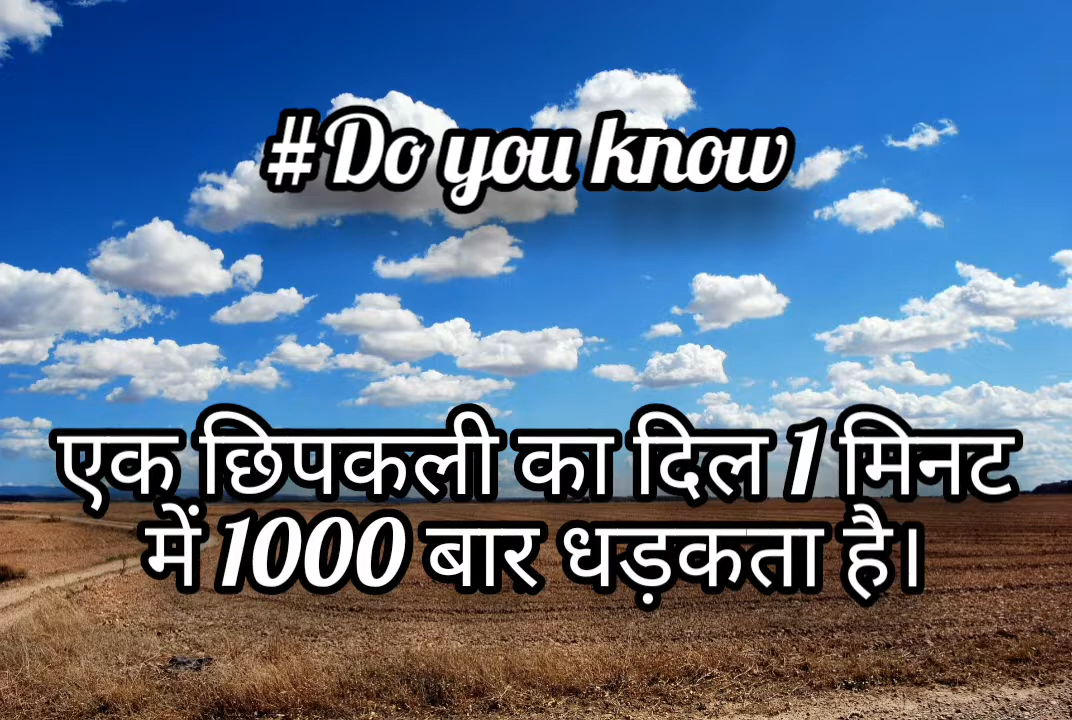 #Do you know
एक छिपकली का दिल 1 मिनट
में 1000 बार धड़कता है।